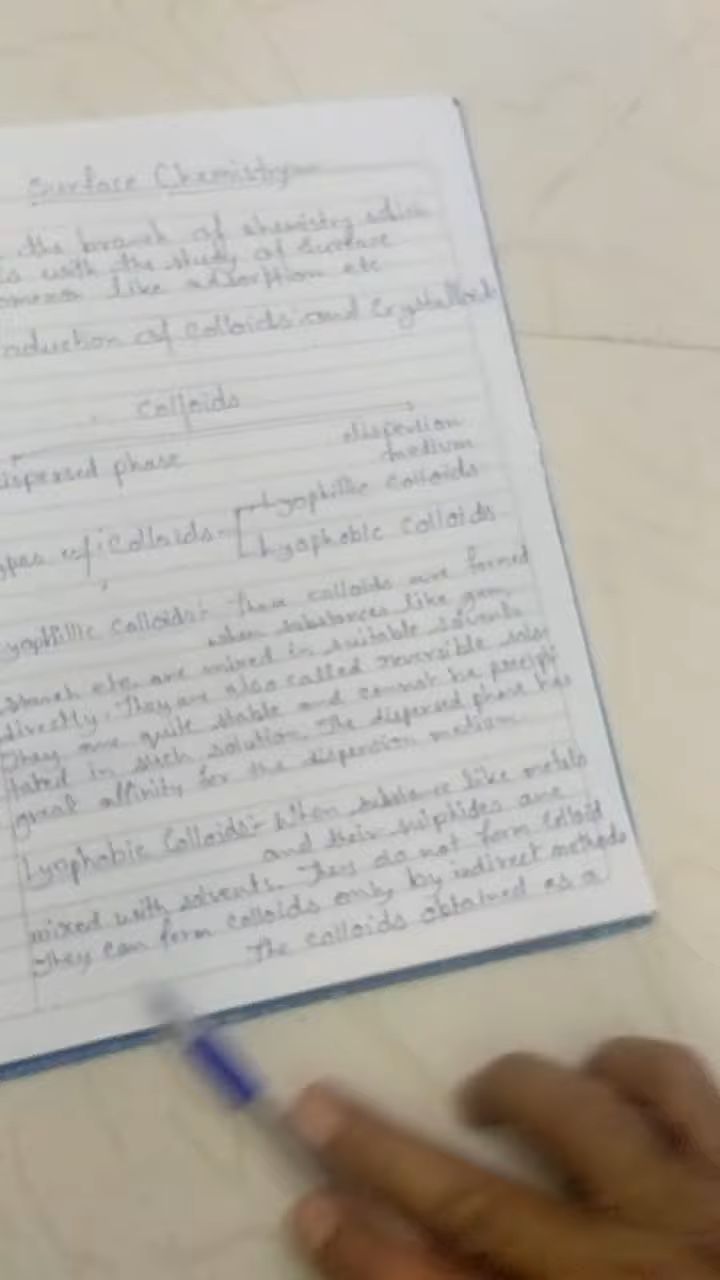 Surface Chemistry
the branch of chemistry which
is with the study of Surface
like adsorption etc
of Colloids and Crystalloids
Colloids
dispersion
medium
dispersed phase
Lyophillic Colloids
of Colloids
Lyophobic Colloids
Lyophillic Colloids:- These colloids are formed
when substances like gum,
starch etc. are mixed in suitable solvents
directly. They are also called reversible sols.
They are quite stable and cannot be precipi
tated in such solution. The dispersed phase has
great affinity for the dispersion medium.
Lyophobic Colloids:- When like metals
and their sulphides are
mixed with solvents. They do not form colloid
They can form colloids only by indirect methods
The colloids obtained as a